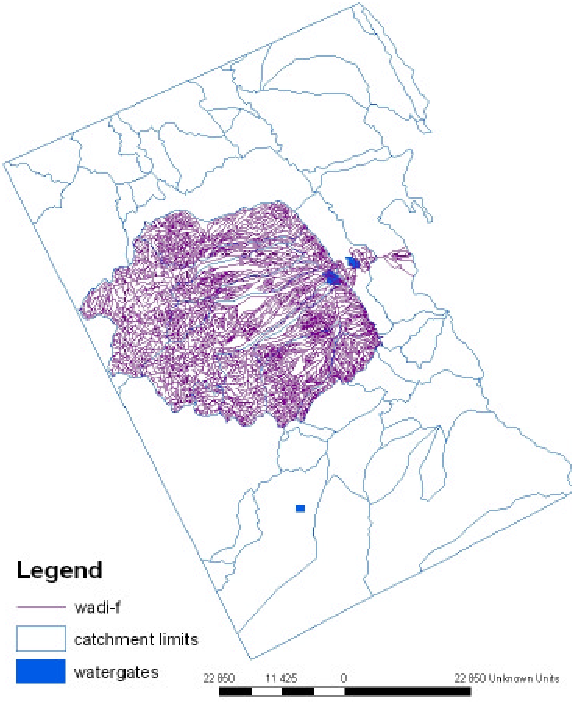 Legend
wadi-f
catchment limits
watergates
22 850 11 425 0 22 850 Unknown Units